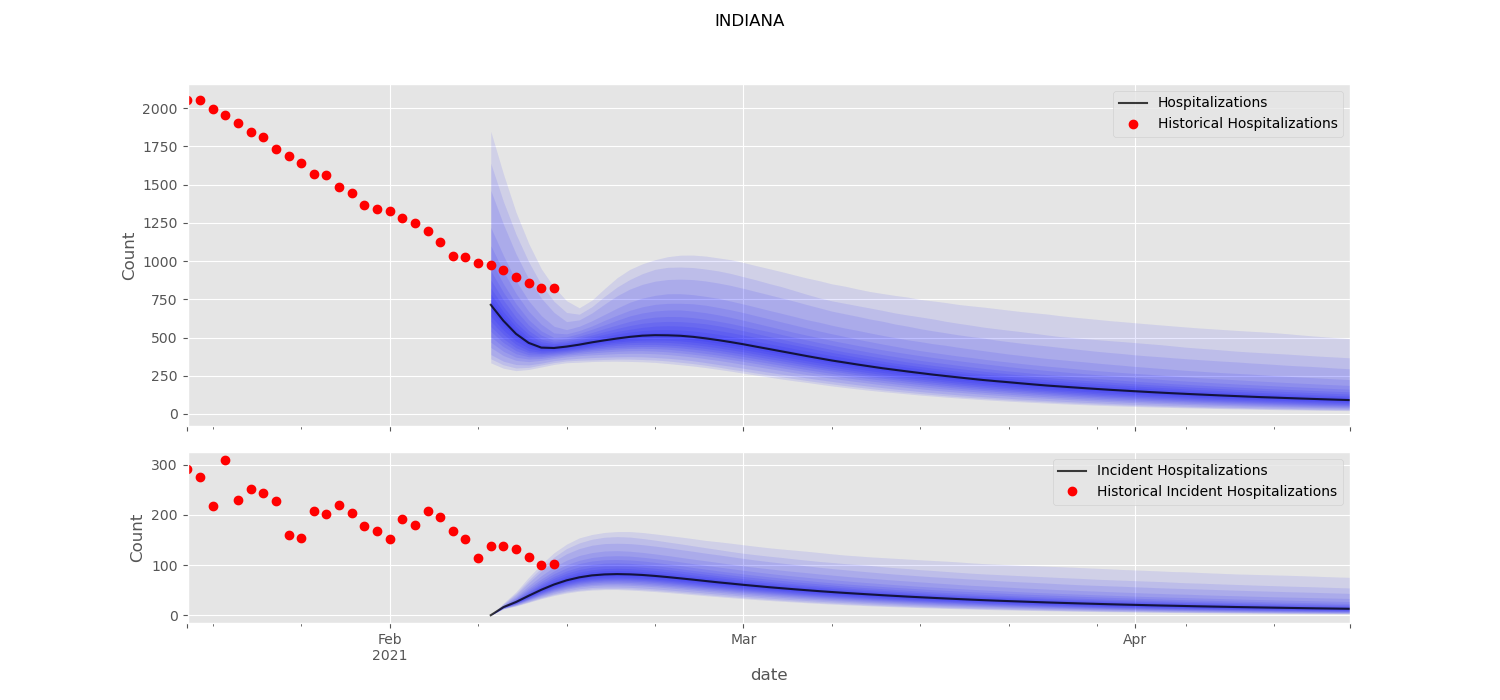 INDIANA
Hospitalizations
Historical Hospitalizations
2000
1750
1500
1250
1000
750
500
250
0
Count
Incident Hospitalizations
Historical Incident Hospitalizations
300
200
100
0
Count
Feb
2021
Mar
Apr
date